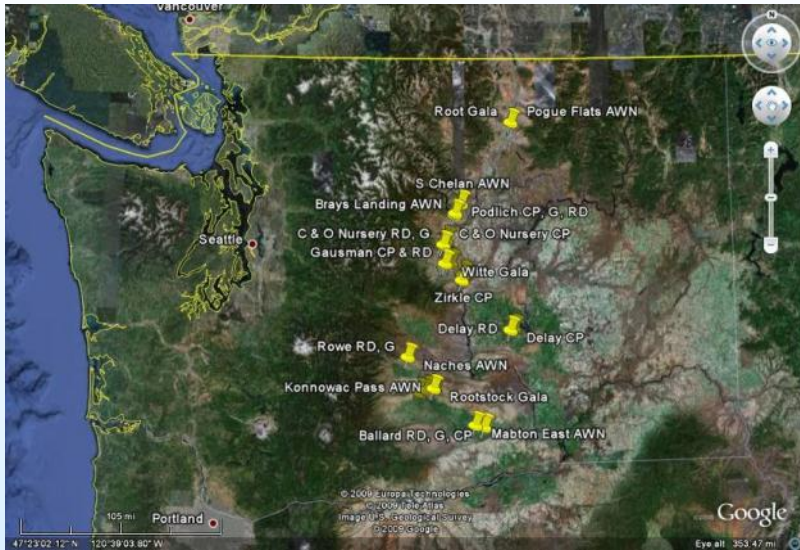 Vancouver
N
Root Gala
Pogue Flats AWN
S Chelan AWN
Brays Landing AWN
Podlich CP, G, RD
C & O Nursery RD, G
C & O Nursery CP
Seattle
Gausman CP & RD
Witte Gala
Zirkle CP
Delay RD
Delay CP
Rowe RD, G
Naches AWN
Konnowac Pass AWN
Rootstock Gala
Ballard RD, G, CP
Mabton East AWN
© 2009 Europa Technologies
© 2009 Tele Atlas
Image U.S. Geological Survey
© 2009 Google
Google
105 mi
Portland
47°23'02.12" N 120°39'03.80" W
Eye alt 353.47 mi